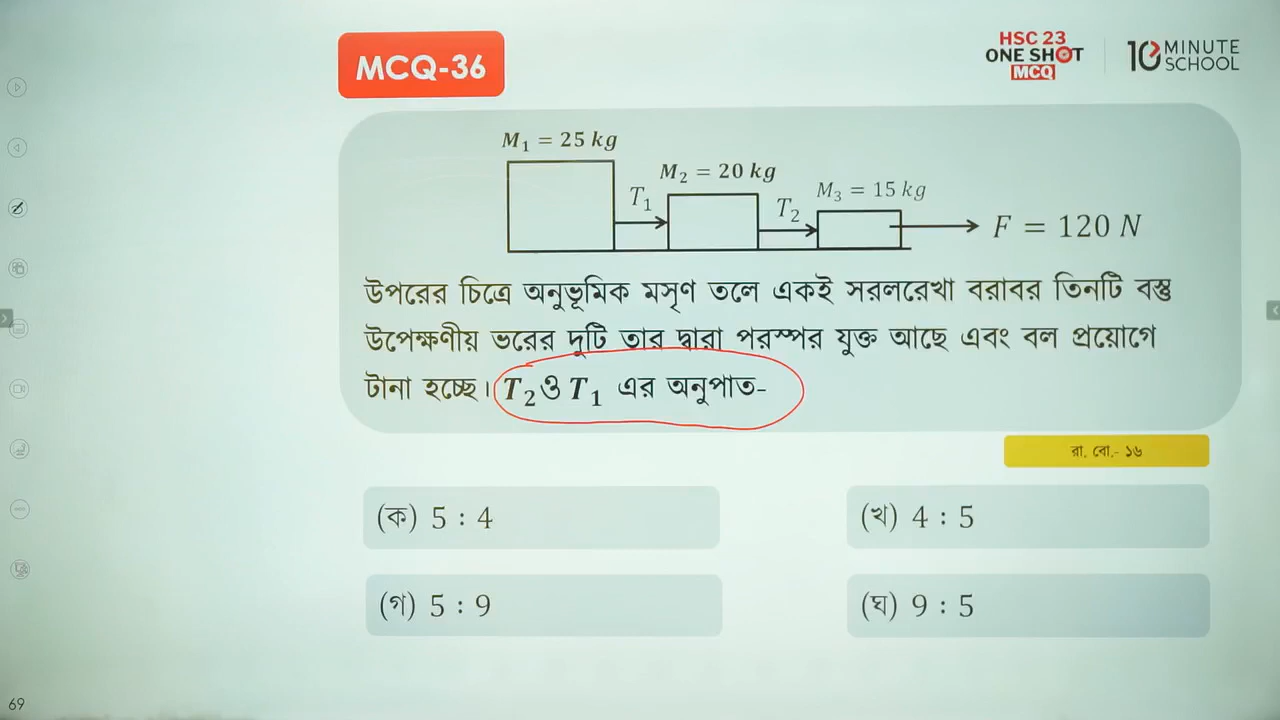 MCQ-36
HSC 23
ONE SHOT
MCQ
10 MINUTE
SCHOOL
M₁ = 25 kg
M₂ = 20 kg
M₃ = 15 kg
T₁
T₂
F = 120 N
উপরের চিত্রে অনুভূমিক মসৃণ তলে একই সরলরেখা বরাবর তিনটি বস্তু
উপেক্ষণীয় ভরের দুটি তার দ্বারা পরস্পর যুক্ত আছে এবং বল প্রয়োগে
টানা হচ্ছে। T₂ ও T₁ এর অনুপাত-
রা. বো.- ১৬
(ক) 5 : 4
(খ) 4 : 5
(গ) 5 : 9
(ঘ) 9 : 5
69